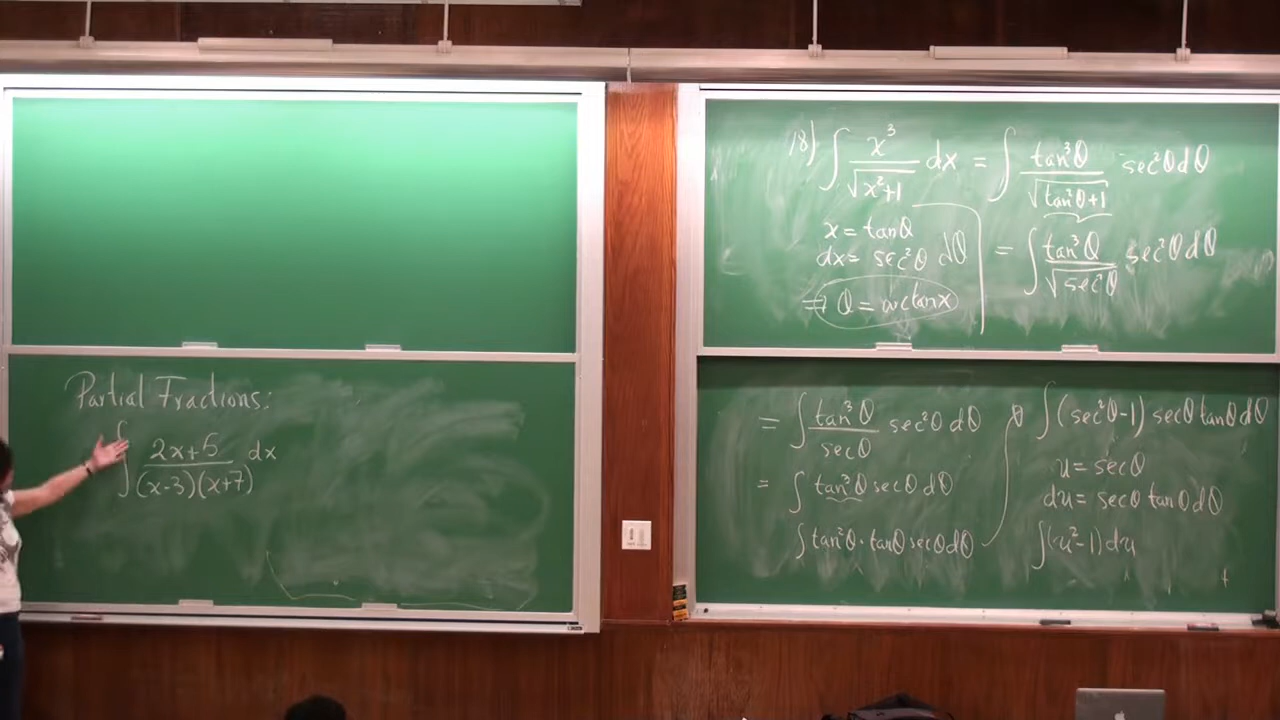 Partial Fractions:
∫ (2x+5)/((x-3)(x+7)) dx
18) ∫ x³/√(x²+1) dx = ∫ tan³θ/√(tan²θ+1) sec²θ dθ
x = tanθ
dx = sec²θ dθ
⇒ θ = arctanx
= ∫ tan³θ/√(sec²θ) sec²θ dθ
= ∫ tan³θ/secθ sec²θ dθ
= ∫ tan³θ secθ dθ
∫ tan²θ · tanθ secθ dθ
∫ (sec²θ-1) secθ tanθ dθ
u = secθ
du = secθ tanθ dθ
∫ (u²-1) du